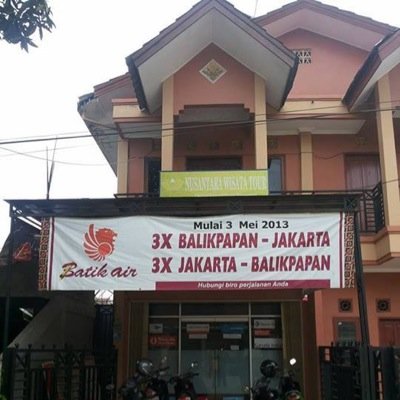 NUSANTARA WISATA TOUR
Mulai 3 Mei 2013
3X BALIKPAPAN – JAKARTA
3X JAKARTA – BALIKPAPAN
Batik air
Hubungi biro perjalanan Anda